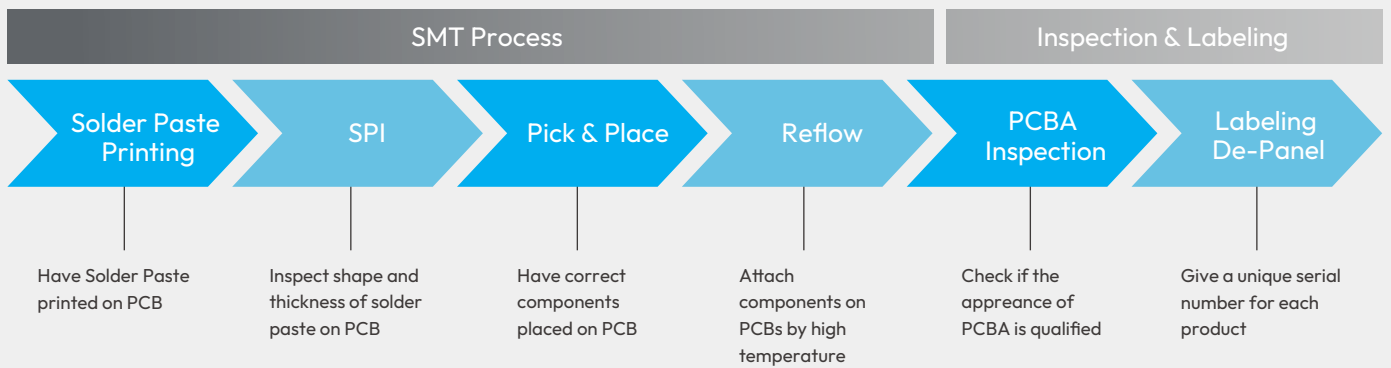 SMT Process
Inspection & Labeling
Solder Paste
Printing
SPI
Pick & Place
Reflow
PCBA
Inspection
Labeling
De-Panel
Have Solder Paste
printed on PCB
Inspect shape and
thickness of solder
paste on PCB
Have correct
components
placed on PCB
Attach
components on
PCBs by high
temperature
Check if the
appreance of
PCBA is qualified
Give a unique serial
number for each
product